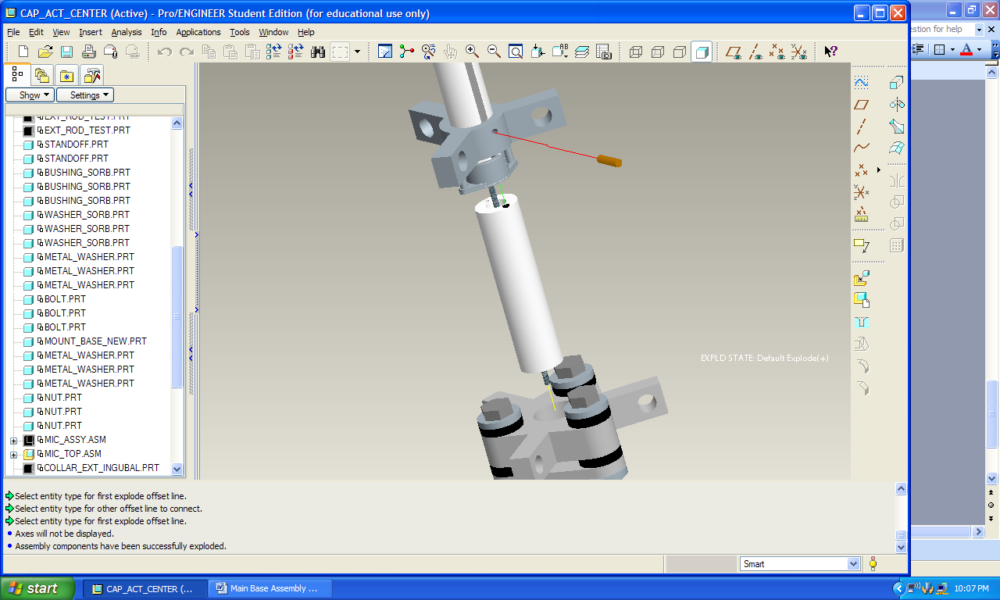 CAP_ACT_CENTER (Active) - Pro/ENGINEER Student Edition (for educational use only)
File Edit View Insert Analysis Info Applications Tools Window Help
estion for help
Show Settings
EXT_ROD_TEST.PRT
EXT_ROD_TEST.PRT
STANDOFF.PRT
STANDOFF.PRT
BUSHING_SORB.PRT
BUSHING_SORB.PRT
BUSHING_SORB.PRT
WASHER_SORB.PRT
WASHER_SORB.PRT
WASHER_SORB.PRT
METAL_WASHER.PRT
METAL_WASHER.PRT
METAL_WASHER.PRT
BOLT.PRT
BOLT.PRT
BOLT.PRT
MOUNT_BASE_NEW.PRT
METAL_WASHER.PRT
METAL_WASHER.PRT
METAL_WASHER.PRT
NUT.PRT
NUT.PRT
NUT.PRT
MIC_ASSY.ASM
MIC_TOP.ASM
COLLAR_EXT_INGUBAL.PRT
EXPLD STATE: Default Explode(+)
Select entity type for first explode offset line.
Select entity type for other offset line to connect.
Select entity type for first explode offset line.
• Axes will not be displayed.
• Assembly components have been successfully exploded.
Smart
start CAP_ACT_CENTER (... Main Base Assembly ... 10:07 PM